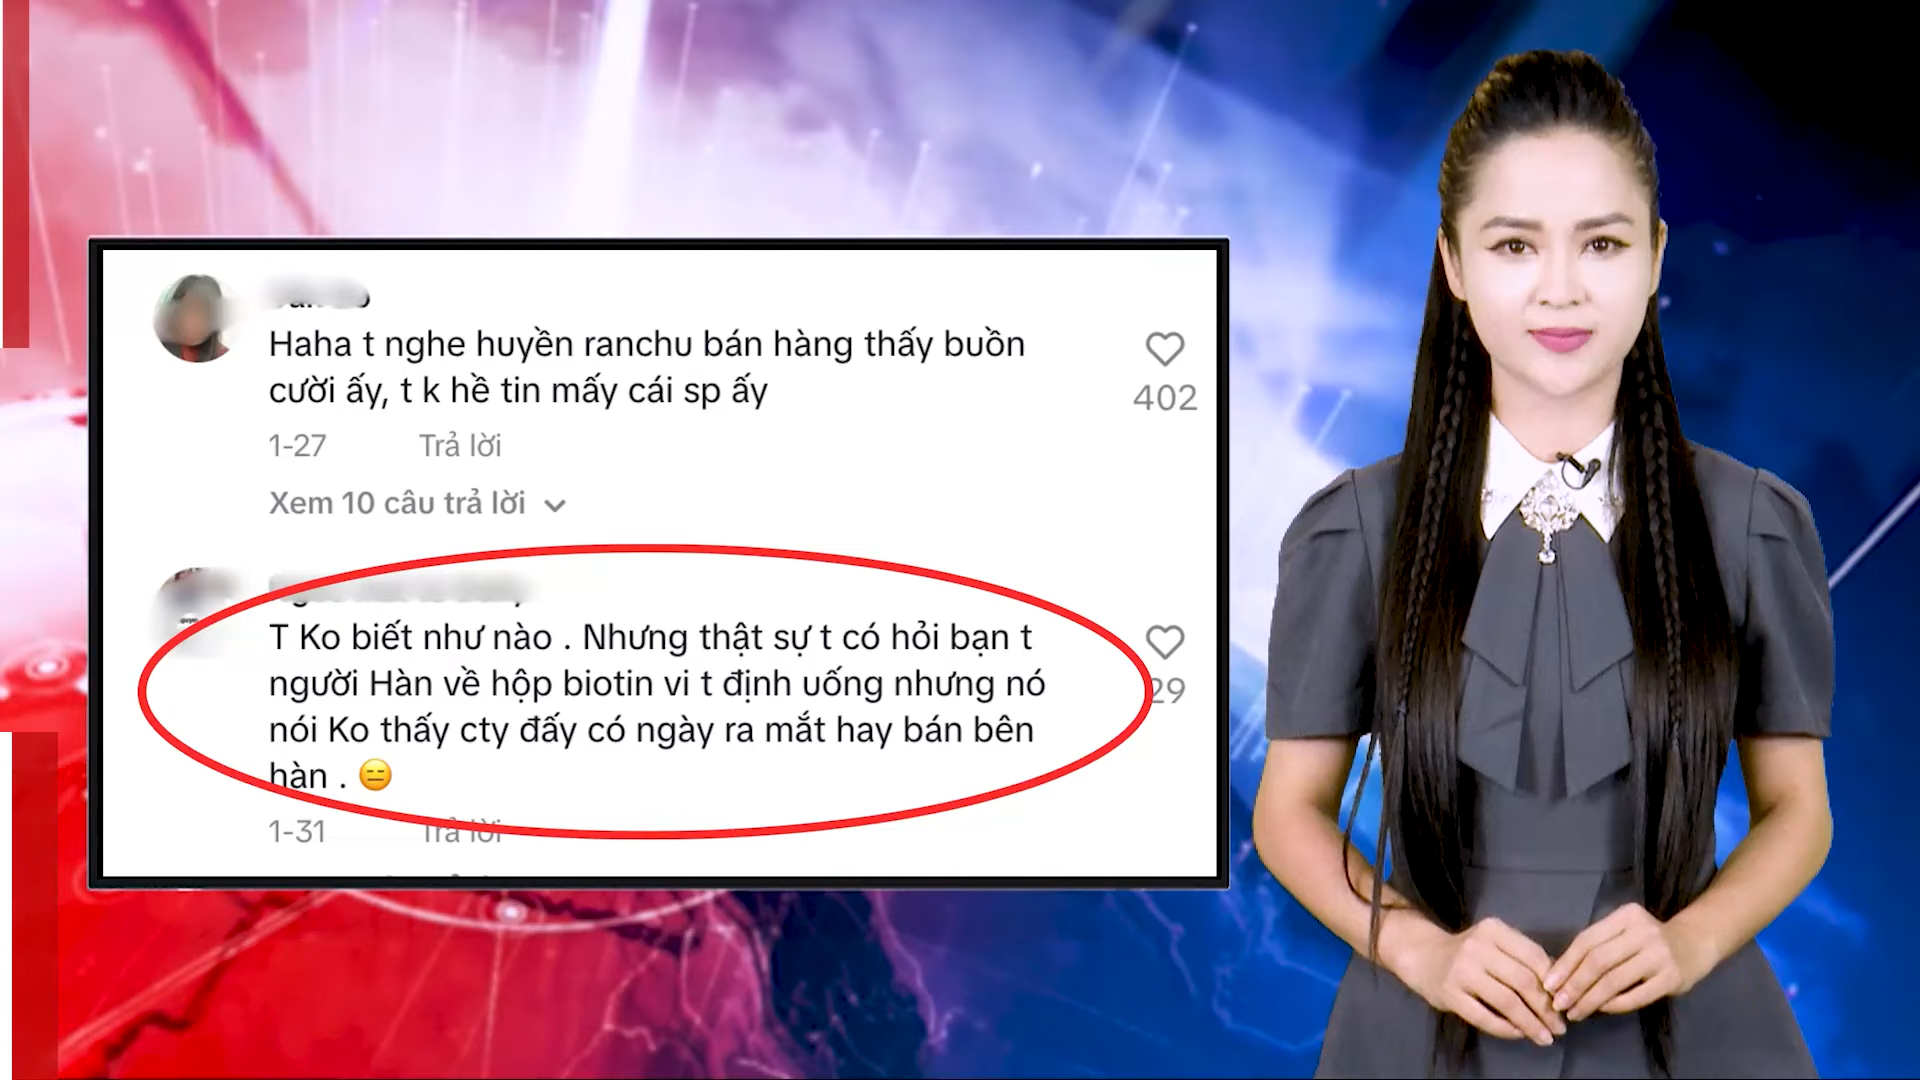 Haha t nghe huyền ranchu bán hàng thấy buồn
cười ấy, t k hề tin mấy cái sp ấy
402
1-27 Trả lời
Xem 10 câu trả lời
T Ko biết như nào . Nhưng thật sự t có hỏi bạn t
người Hàn về hộp biotin vi t định uống nhưng nó
29
nói Ko thấy cty đấy có ngày ra mắt hay bán bên
hàn . 😑
1-31 Trả lời